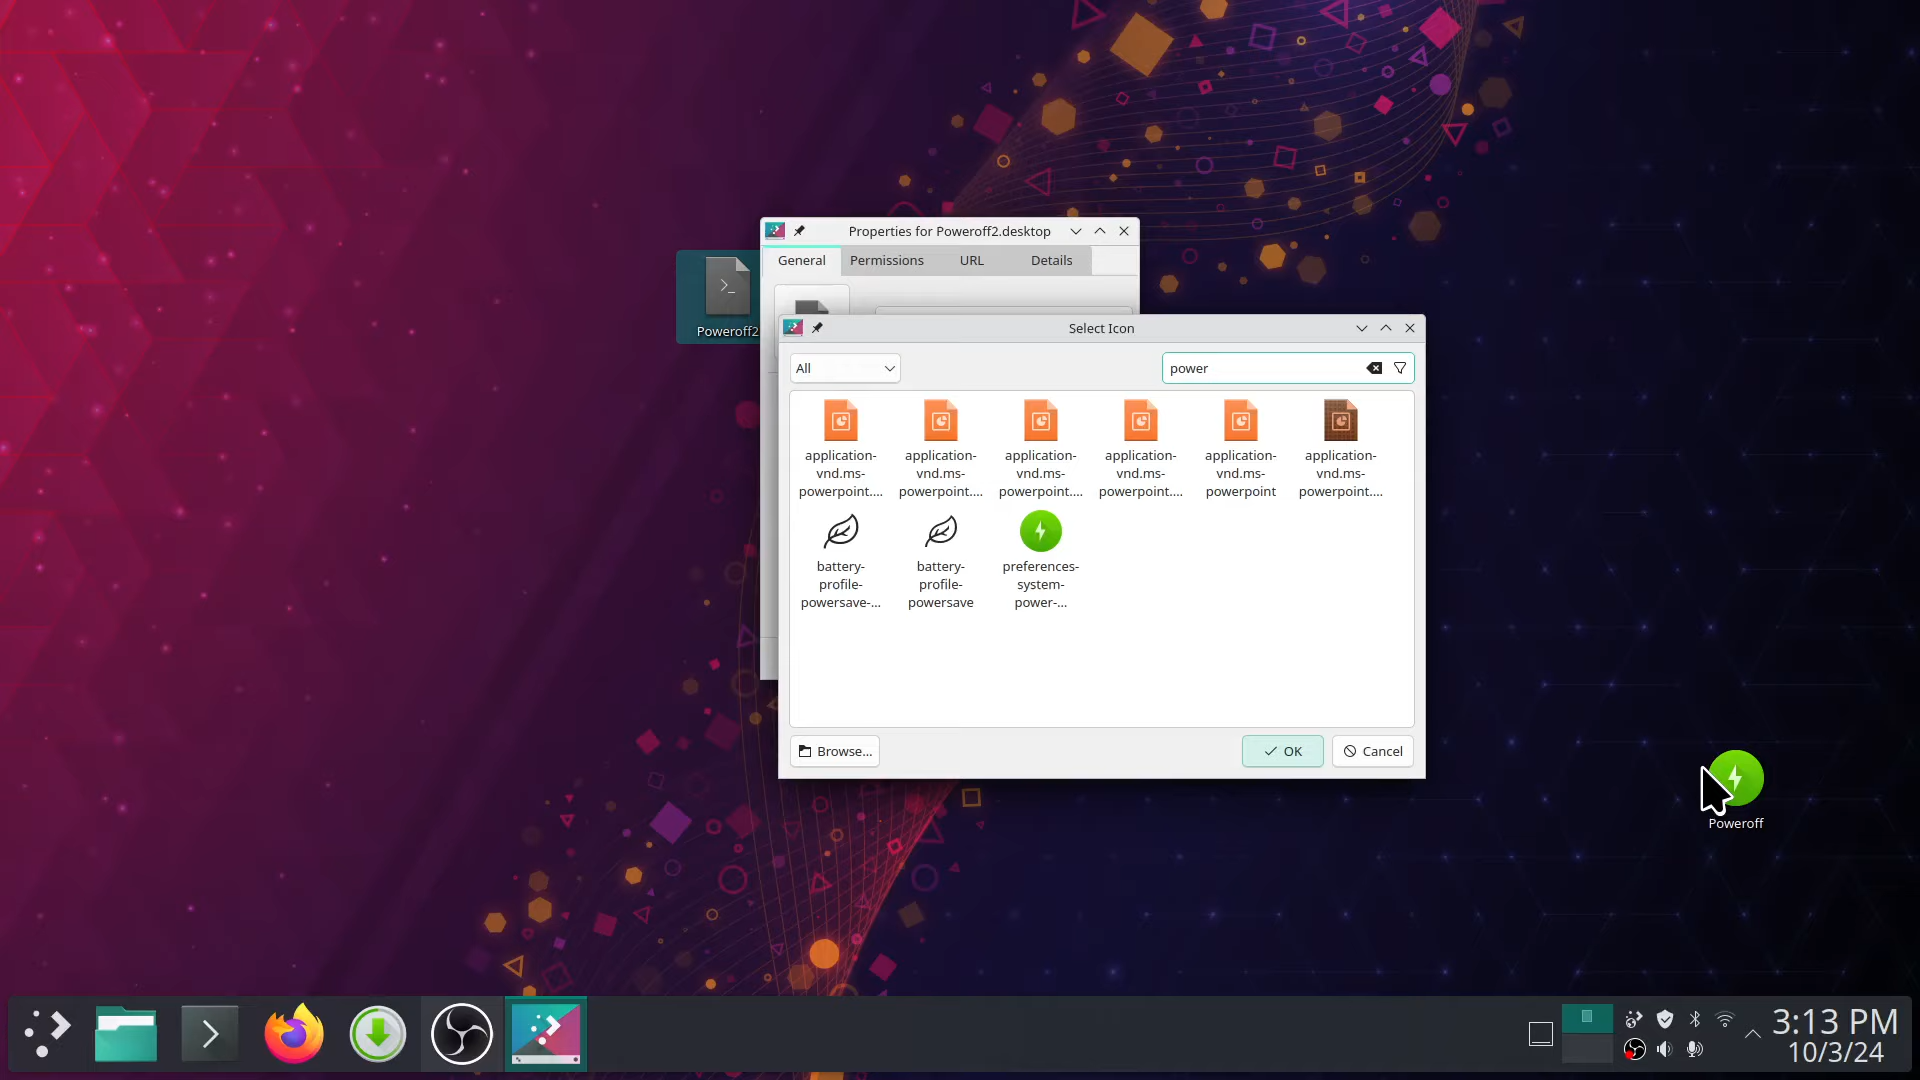 Properties for Poweroff2.desktop
General
Permissions
URL
Details
Poweroff2
Select Icon
All
power
application-
vnd.ms-
powerpoint....
application-
vnd.ms-
powerpoint....
application-
vnd.ms-
powerpoint....
application-
vnd.ms-
powerpoint....
application-
vnd.ms-
powerpoint
application-
vnd.ms-
powerpoint....
battery-
profile-
powersave-...
battery-
profile-
powersave
preferences-
system-
power-...
Browse...
OK
Cancel
Poweroff
3:13 PM
10/3/24